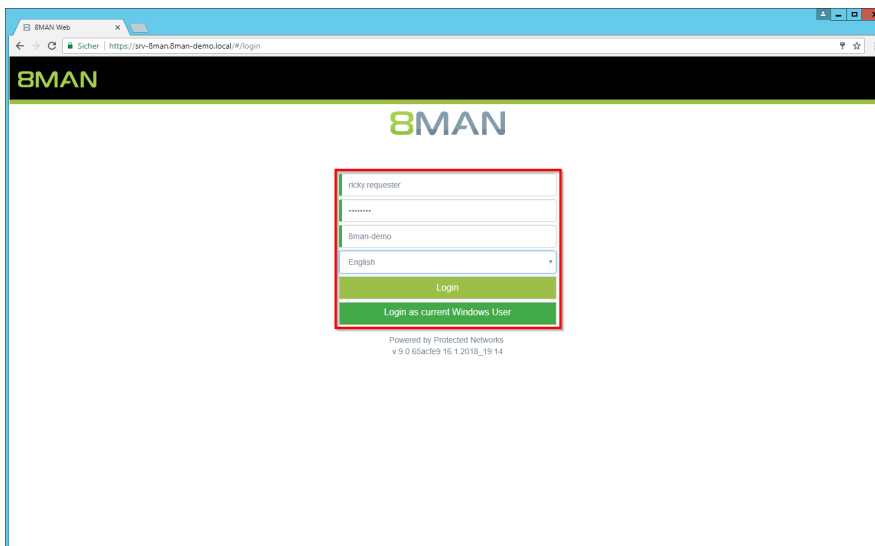 8MAN Web
Sicher | https://srv-8man.8man-demo.local/#/login
8MAN
8MAN
ricky.requester
••••••••
8man-demo
English
Login
Login as current Windows User
Powered by Protected Networks
v 9.0 65acfe9 16.1.2018_19:14